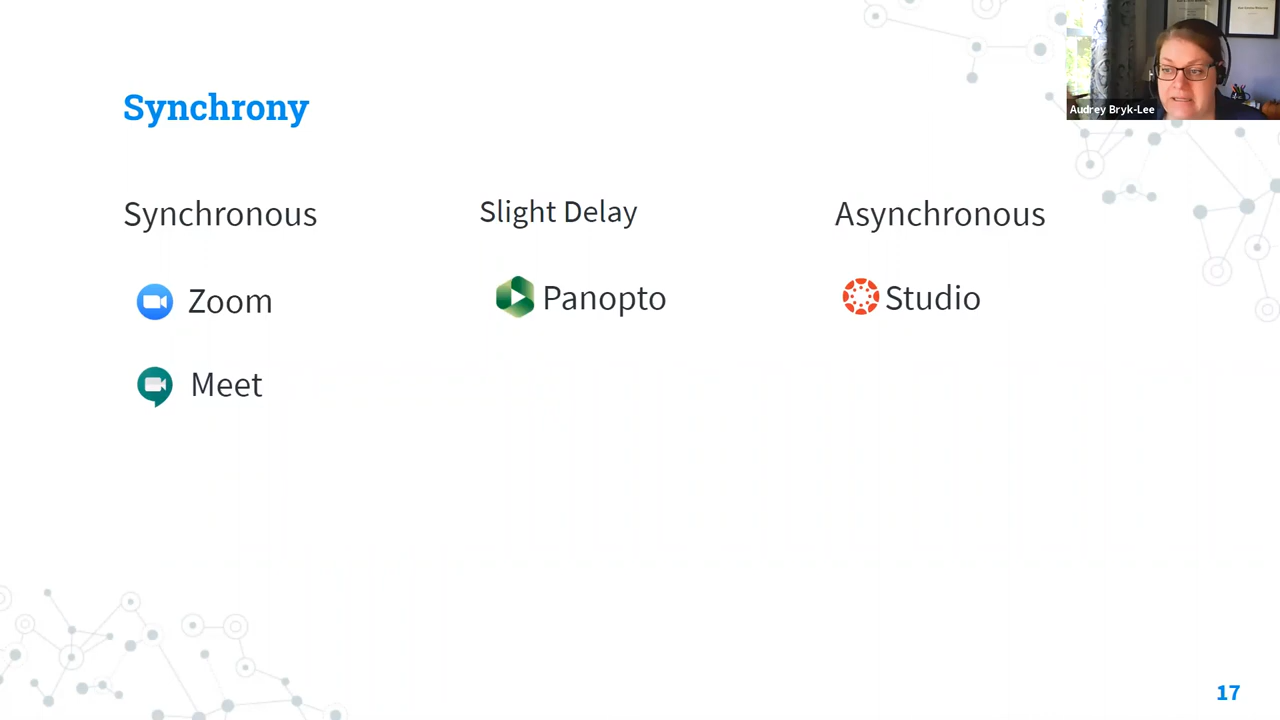 Synchrony
Audrey Bryk-Lee
Synchronous
Slight Delay
Asynchronous
Zoom
Panopto
Studio
Meet
17